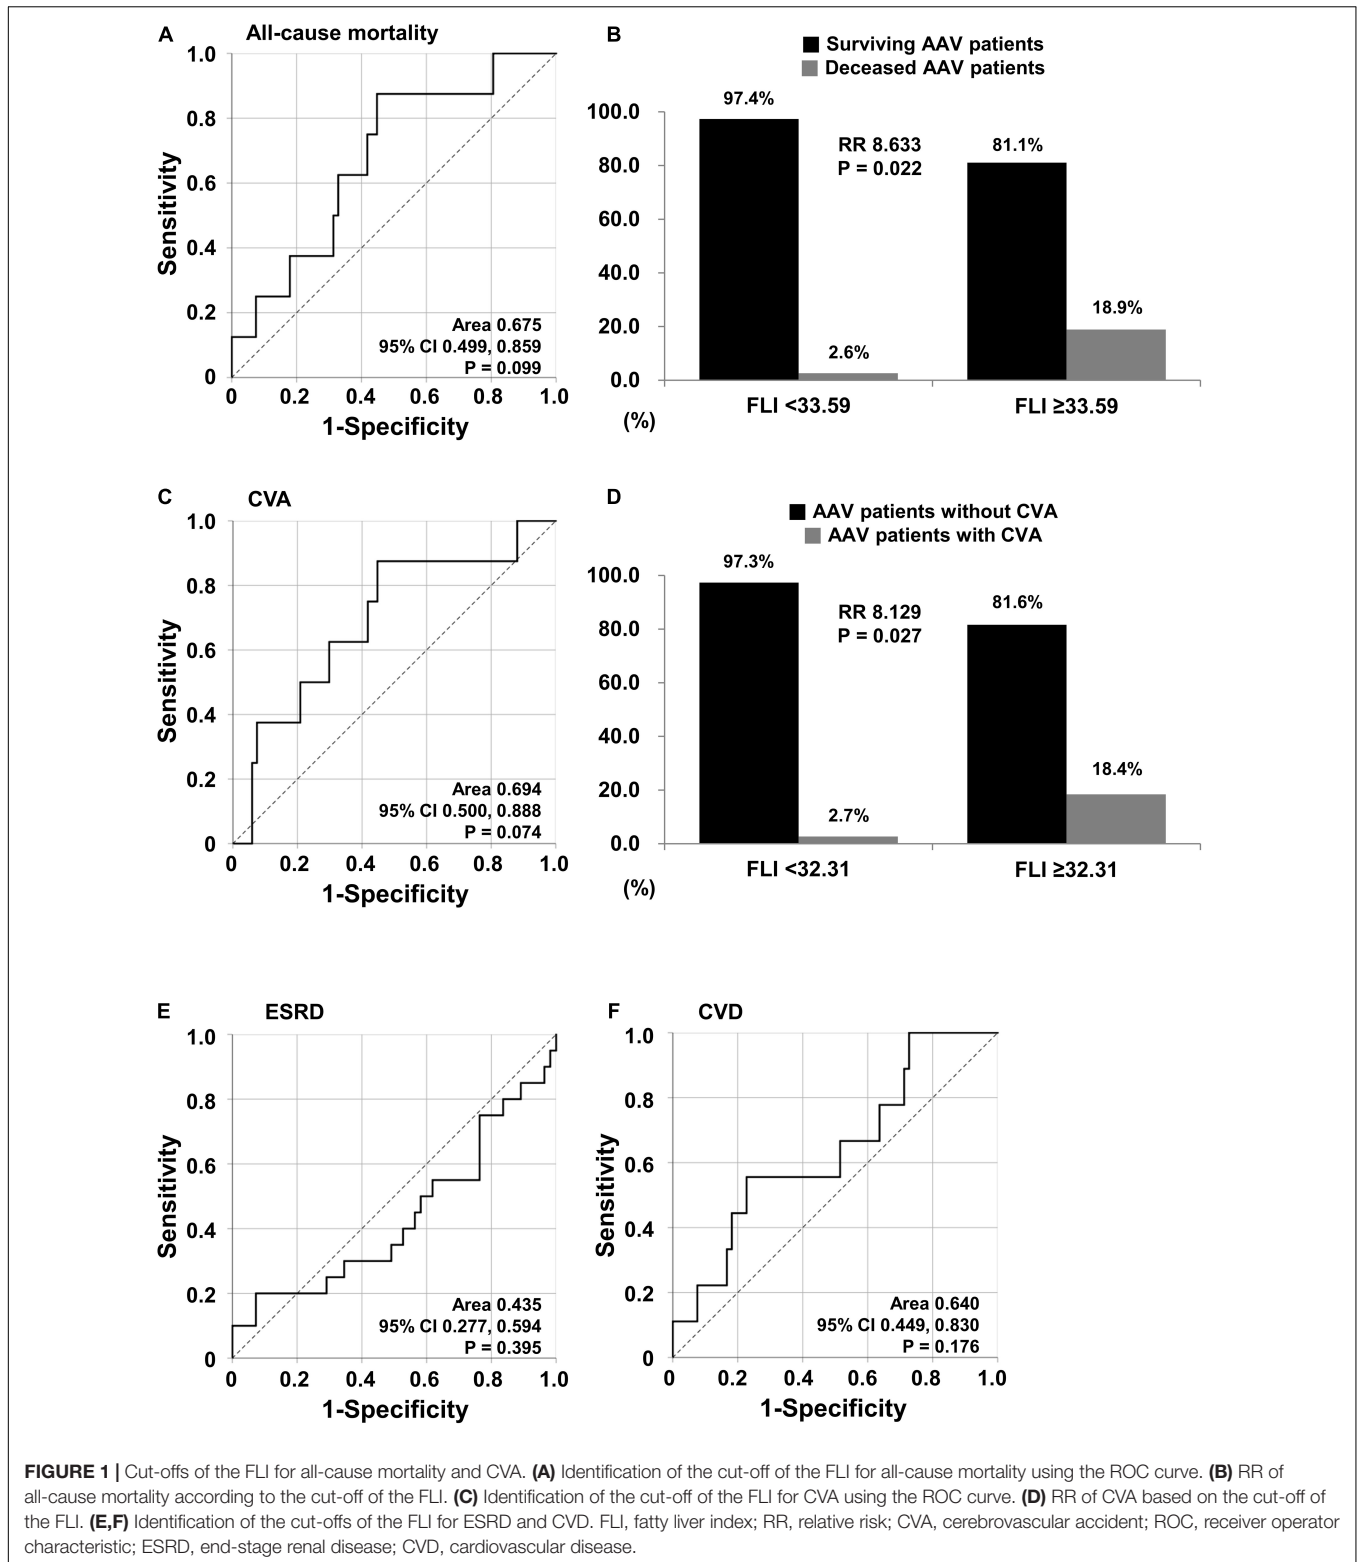 A
All-cause mortality
1.0
0.8
0.6
0.4
0.2
0
Sensitivity
Area 0.675
95% CI 0.499, 0.859
P = 0.099
0 0.2 0.4 0.6 0.8 1.0
1-Specificity
B
Surviving AAV patients
Deceased AAV patients
100.0
80.0
60.0
40.0
20.0
0.0
(%)
97.4%
RR 8.633
P = 0.022
81.1%
2.6%
18.9%
FLI <33.59 FLI ≥33.59
C
CVA
1.0
0.8
0.6
0.4
0.2
0
Sensitivity
Area 0.694
95% CI 0.500, 0.888
P = 0.074
0 0.2 0.4 0.6 0.8 1.0
1-Specificity
D
AAV patients without CVA
AAV patients with CVA
100.0
80.0
60.0
40.0
20.0
0.0
(%)
97.3%
RR 8.129
P = 0.027
81.6%
2.7%
18.4%
FLI <32.31 FLI ≥32.31
E
ESRD
1.0
0.8
0.6
0.4
0.2
0
Sensitivity
Area 0.435
95% CI 0.277, 0.594
P = 0.395
0 0.2 0.4 0.6 0.8 1.0
1-Specificity
F
CVD
1.0
0.8
0.6
0.4
0.2
0
Sensitivity
Area 0.640
95% CI 0.449, 0.830
P = 0.176
0 0.2 0.4 0.6 0.8 1.0
1-Specificity
FIGURE 1 | Cut-offs of the FLI for all-cause mortality and CVA. (A) Identification of the cut-off of the FLI for all-cause mortality using the ROC curve. (B) RR of
all-cause mortality according to the cut-off of the FLI. (C) Identification of the cut-off of the FLI for CVA using the ROC curve. (D) RR of CVA based on the cut-off of
the FLI. (E,F) Identification of the cut-offs of the FLI for ESRD and CVD. FLI, fatty liver index; RR, relative risk; CVA, cerebrovascular accident; ROC, receiver operator
characteristic; ESRD, end-stage renal disease; CVD, cardiovascular disease.